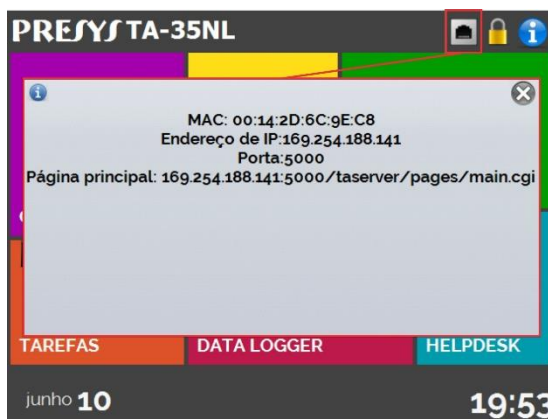 PRESYS TA-35NL
MAC: 00:14:2D:6C:9E:C8
Endereço de IP:169.254.188.141
Porta:5000
Página principal: 169.254.188.141:5000/taserver/pages/main.cgi
TAREFAS
DATA LOGGER
HELPDESK
junho 10
19:53